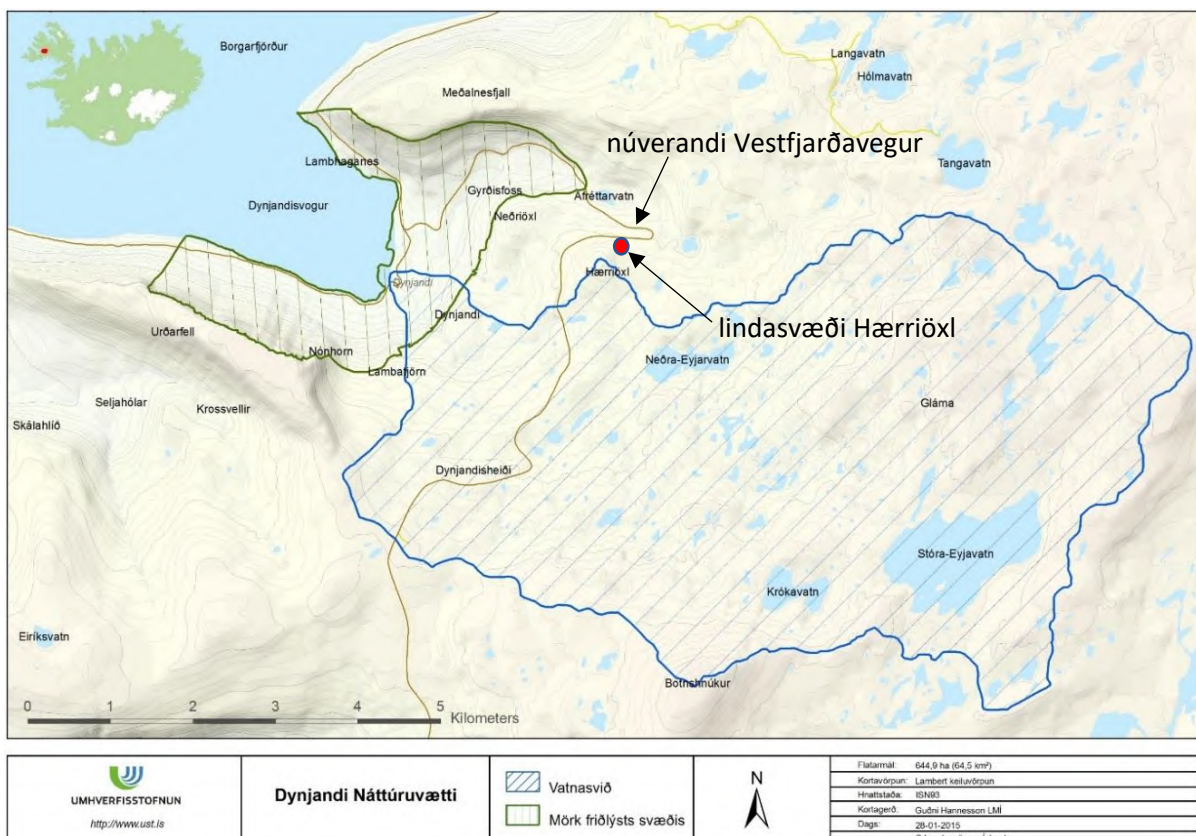 Borgarfjörður
Langavatn
Hólmavatn
Meðalnesfjall
núverandi Vestfjarðavegur
Lambhaganes
Tangavatn
Gyrðisfoss
Afréttarvatn
Dynjandisvogur
Neðriöxl
Hærriöxl
Dynjandi
Dynjandi
lindasvæði Hærriöxl
Urðarfell
Nónhorn
Neðra-Eyjarvatn
Lambafjörn
Seljahólar
Krossvellir
Gláma
Skálahlíð
Dynjandisheiði
Stóra-Eyjavatn
Krókavatn
Eiríksvatn
Botnshnúkur
0 1 2 3 4 5
Kilometers
UMHVERFISSTOFNUN
http://www.ust.is
Dynjandi Náttúruvætti
Vatnasvið
Mörk friðlýsts svæðis
N
Flatarmál: 644,9 ha (64,5 km²)
Kortavörpun: Lambert keiluvörpun
Hnattstaða: ISN93
Kortagerð: Guðni Hannesson LMÍ
Dags: 28-01-2015